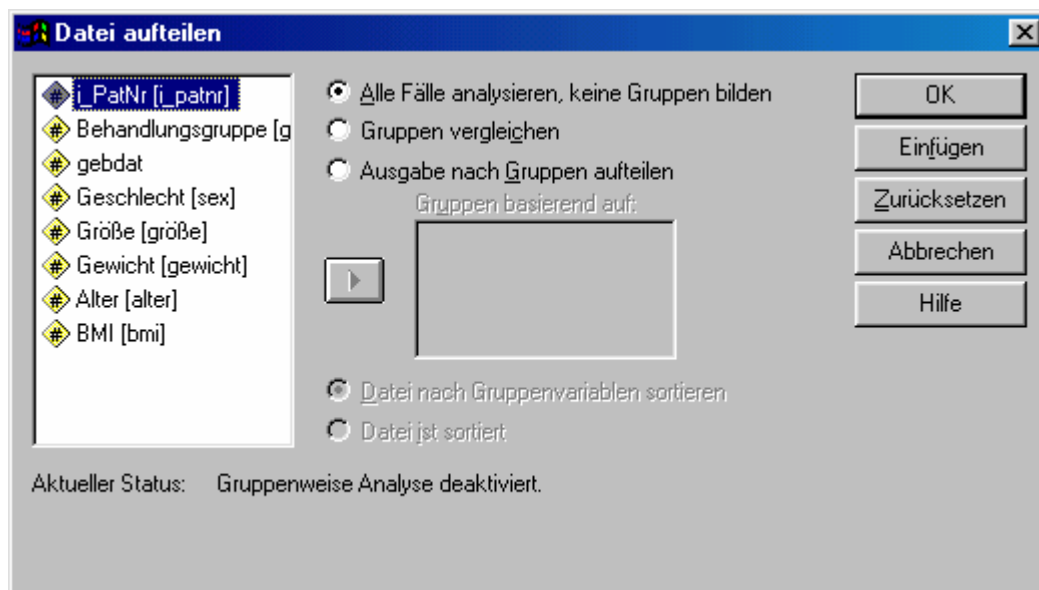 Datei aufteilen
i_PatNr [i_patnr]
Behandlungsgruppe [g
gebdat
Geschlecht [sex]
Größe [größe]
Gewicht [gewicht]
Alter [alter]
BMI [bmi]
Alle Fälle analysieren, keine Gruppen bilden
Gruppen vergleichen
Ausgabe nach Gruppen aufteilen
Gruppen basierend auf:
Datei nach Gruppenvariablen sortieren
Datei ist sortiert
OK
Einfügen
Zurücksetzen
Abbrechen
Hilfe
Aktueller Status: Gruppenweise Analyse deaktiviert.